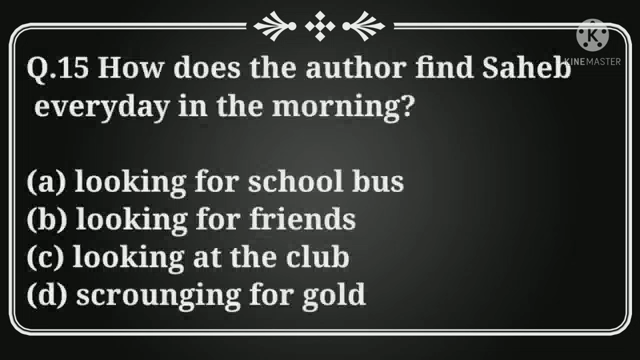 KINEMASTER
Q.15 How does the author find Saheb
everyday in the morning?
(a) looking for school bus
(b) looking for friends
(c) looking at the club
(d) scrounging for gold